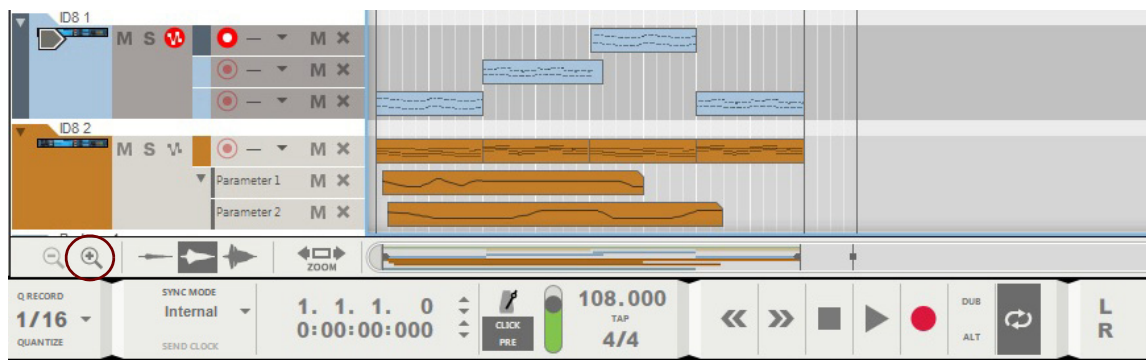 ID8 1
M S M
M
M
ID8 2
M S M
Parameter 1 M
Parameter 2 M
ZOOM
Q RECORD
1/16
QUANTIZE
SYNC MODE
Internal
SEND CLOCK
1. 1. 1. 0
0:00:00:000
CLICK
PRE
108.000
TAP
4/4
DUB
ALT
L
R